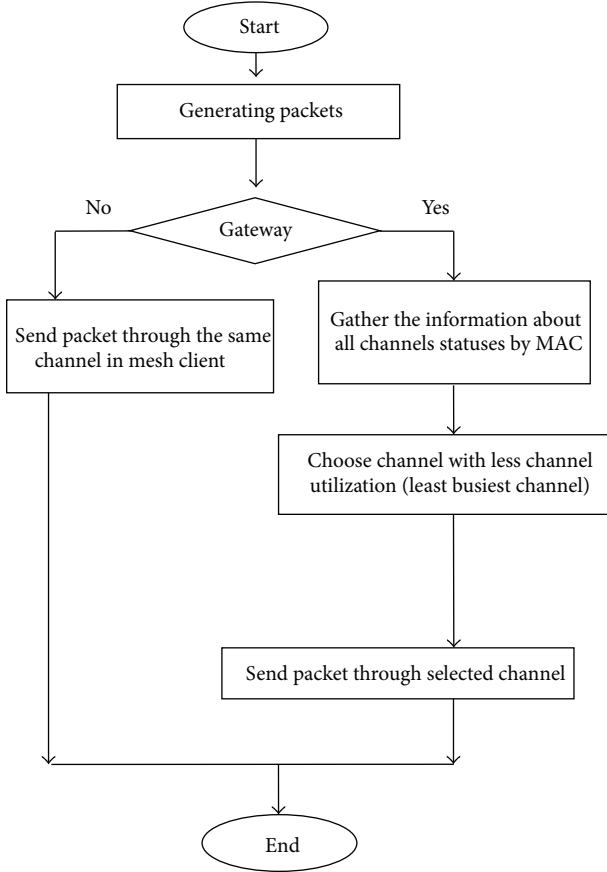 Start
Generating packets
No
Yes
Gateway
Send packet through the same
channel in mesh client
Gather the information about
all channels statuses by MAC
Choose channel with less channel
utilization (least busiest channel)
Send packet through selected channel
End